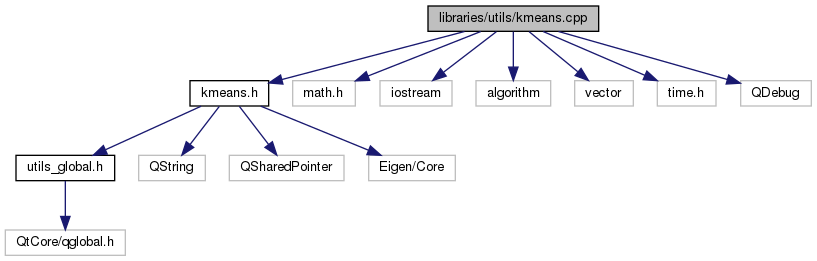 libraries/utils/kmeans.cpp
kmeans.h
math.h
iostream
algorithm
vector
time.h
QDebug
utils_global.h
QString
QSharedPointer
Eigen/Core
QtCore/qglobal.h